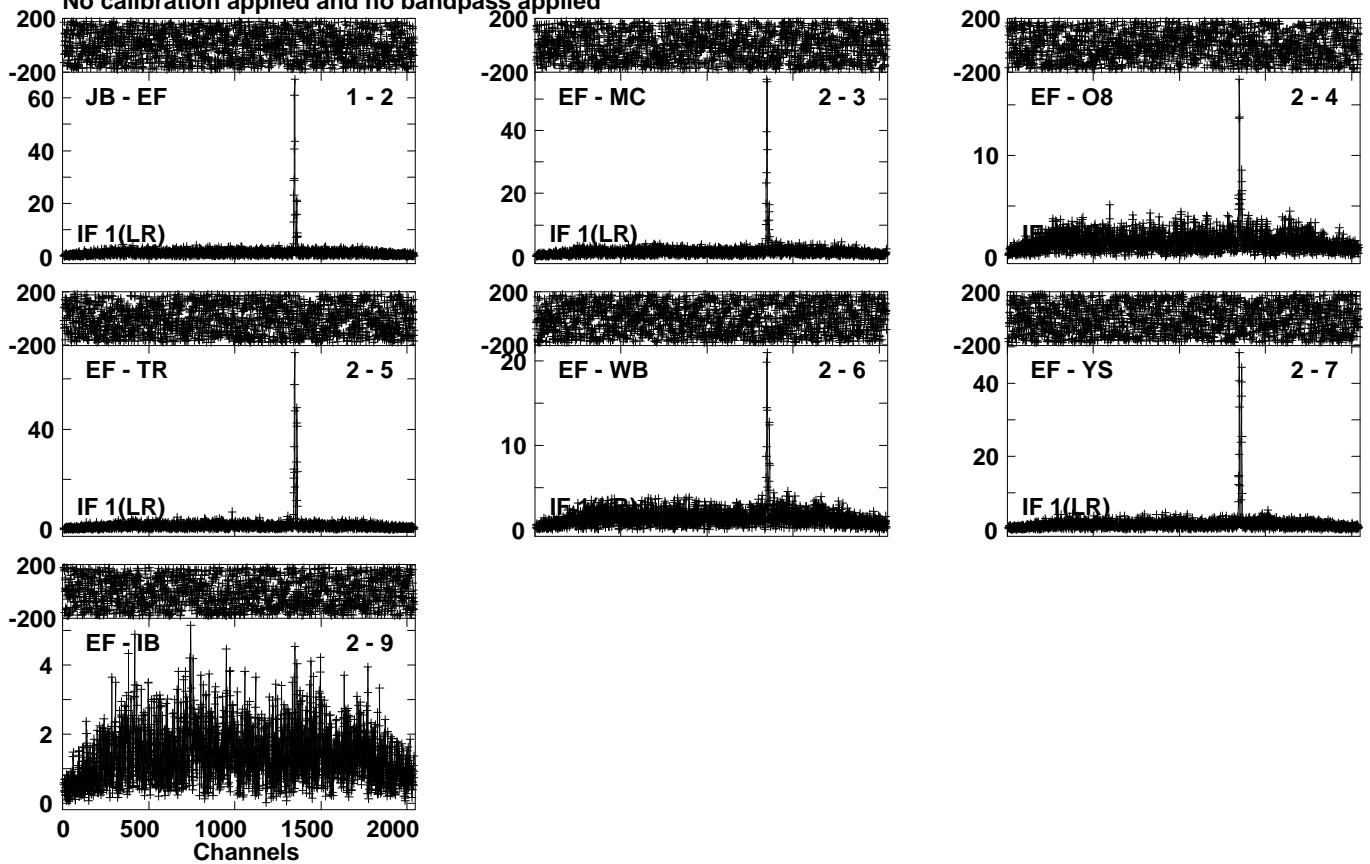 No calibration applied and no bandpass applied
200
-200
60
40
20
0
JB - EF 1 - 2
IF 1(LR)
40
20
0
EF - MC 2 - 3
IF 1(LR)
200
-200
10
0
EF - O8 2 - 4
IF
200
-200
40
0
EF - TR 2 - 5
IF 1(LR)
200
-200
20
10
0
EF - WB 2 - 6
IF 1(LR)
200
-200
40
20
0
EF - YS 2 - 7
IF 1(LR)
200
-200
4
2
0
EF - IB 2 - 9
0 500 1000 1500 2000
Channels